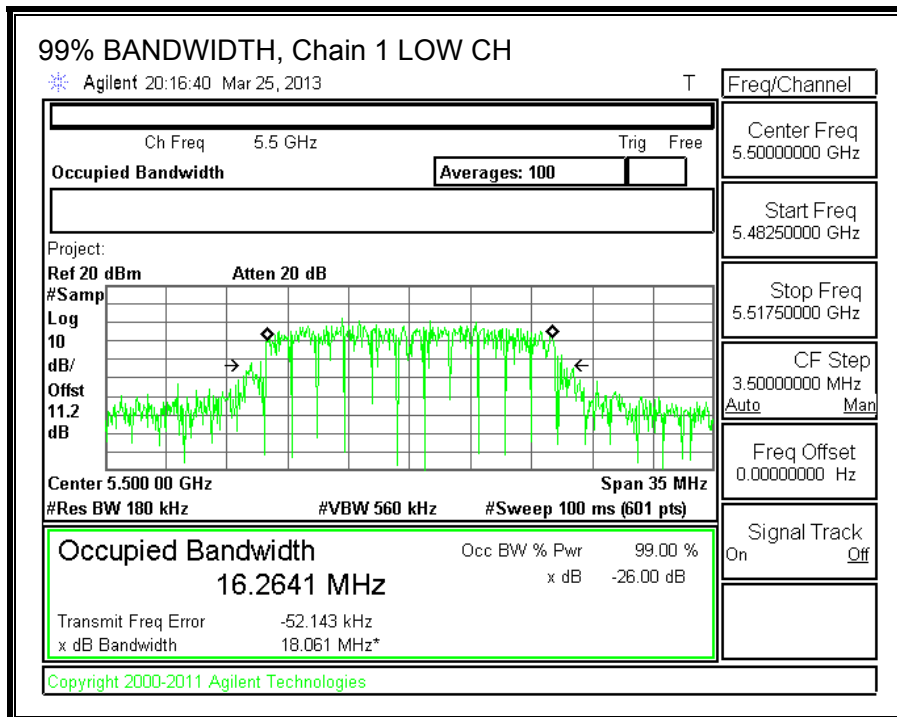 99% BANDWIDTH, Chain 1 LOW CH
Agilent 20:16:40 Mar 25, 2013 T
Freq/Channel
Ch Freq 5.5 GHz Trig Free
Occupied Bandwidth Averages: 100
Center Freq
5.50000000 GHz
Start Freq
5.48250000 GHz
Stop Freq
5.51750000 GHz
CF Step
3.50000000 MHz
Auto Man
Freq Offset
0.00000000 Hz
Signal Track
On Off
Project:
Ref 20 dBm Atten 20 dB
#Samp
Log
10
dB/
Offst
11.2
dB
Center 5.500 00 GHz Span 35 MHz
#Res BW 180 kHz #VBW 560 kHz #Sweep 100 ms (601 pts)
Occupied Bandwidth Occ BW % Pwr 99.00 %
16.2641 MHz x dB -26.00 dB
Transmit Freq Error -52.143 kHz
x dB Bandwidth 18.061 MHz*
Copyright 2000-2011 Agilent Technologies